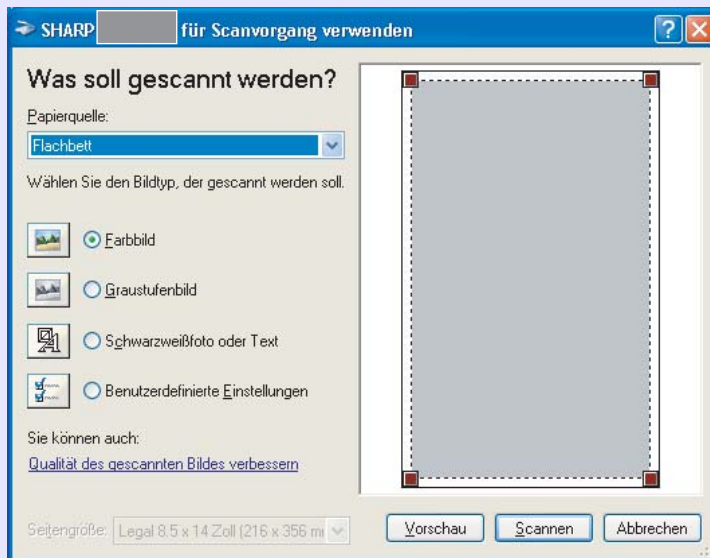 SHARP für Scanvorgang verwenden
Was soll gescannt werden?
Papierquelle:
Flachbett
Wählen Sie den Bildtyp, der gescannt werden soll.
Farbbild
Graustufenbild
Schwarzweißfoto oder Text
Benutzerdefinierte Einstellungen
Sie können auch:
Qualität des gescannten Bildes verbessern
Seitengröße: Legal 8.5 x 14 Zoll (216 x 356 m
Vorschau Scannen Abbrechen